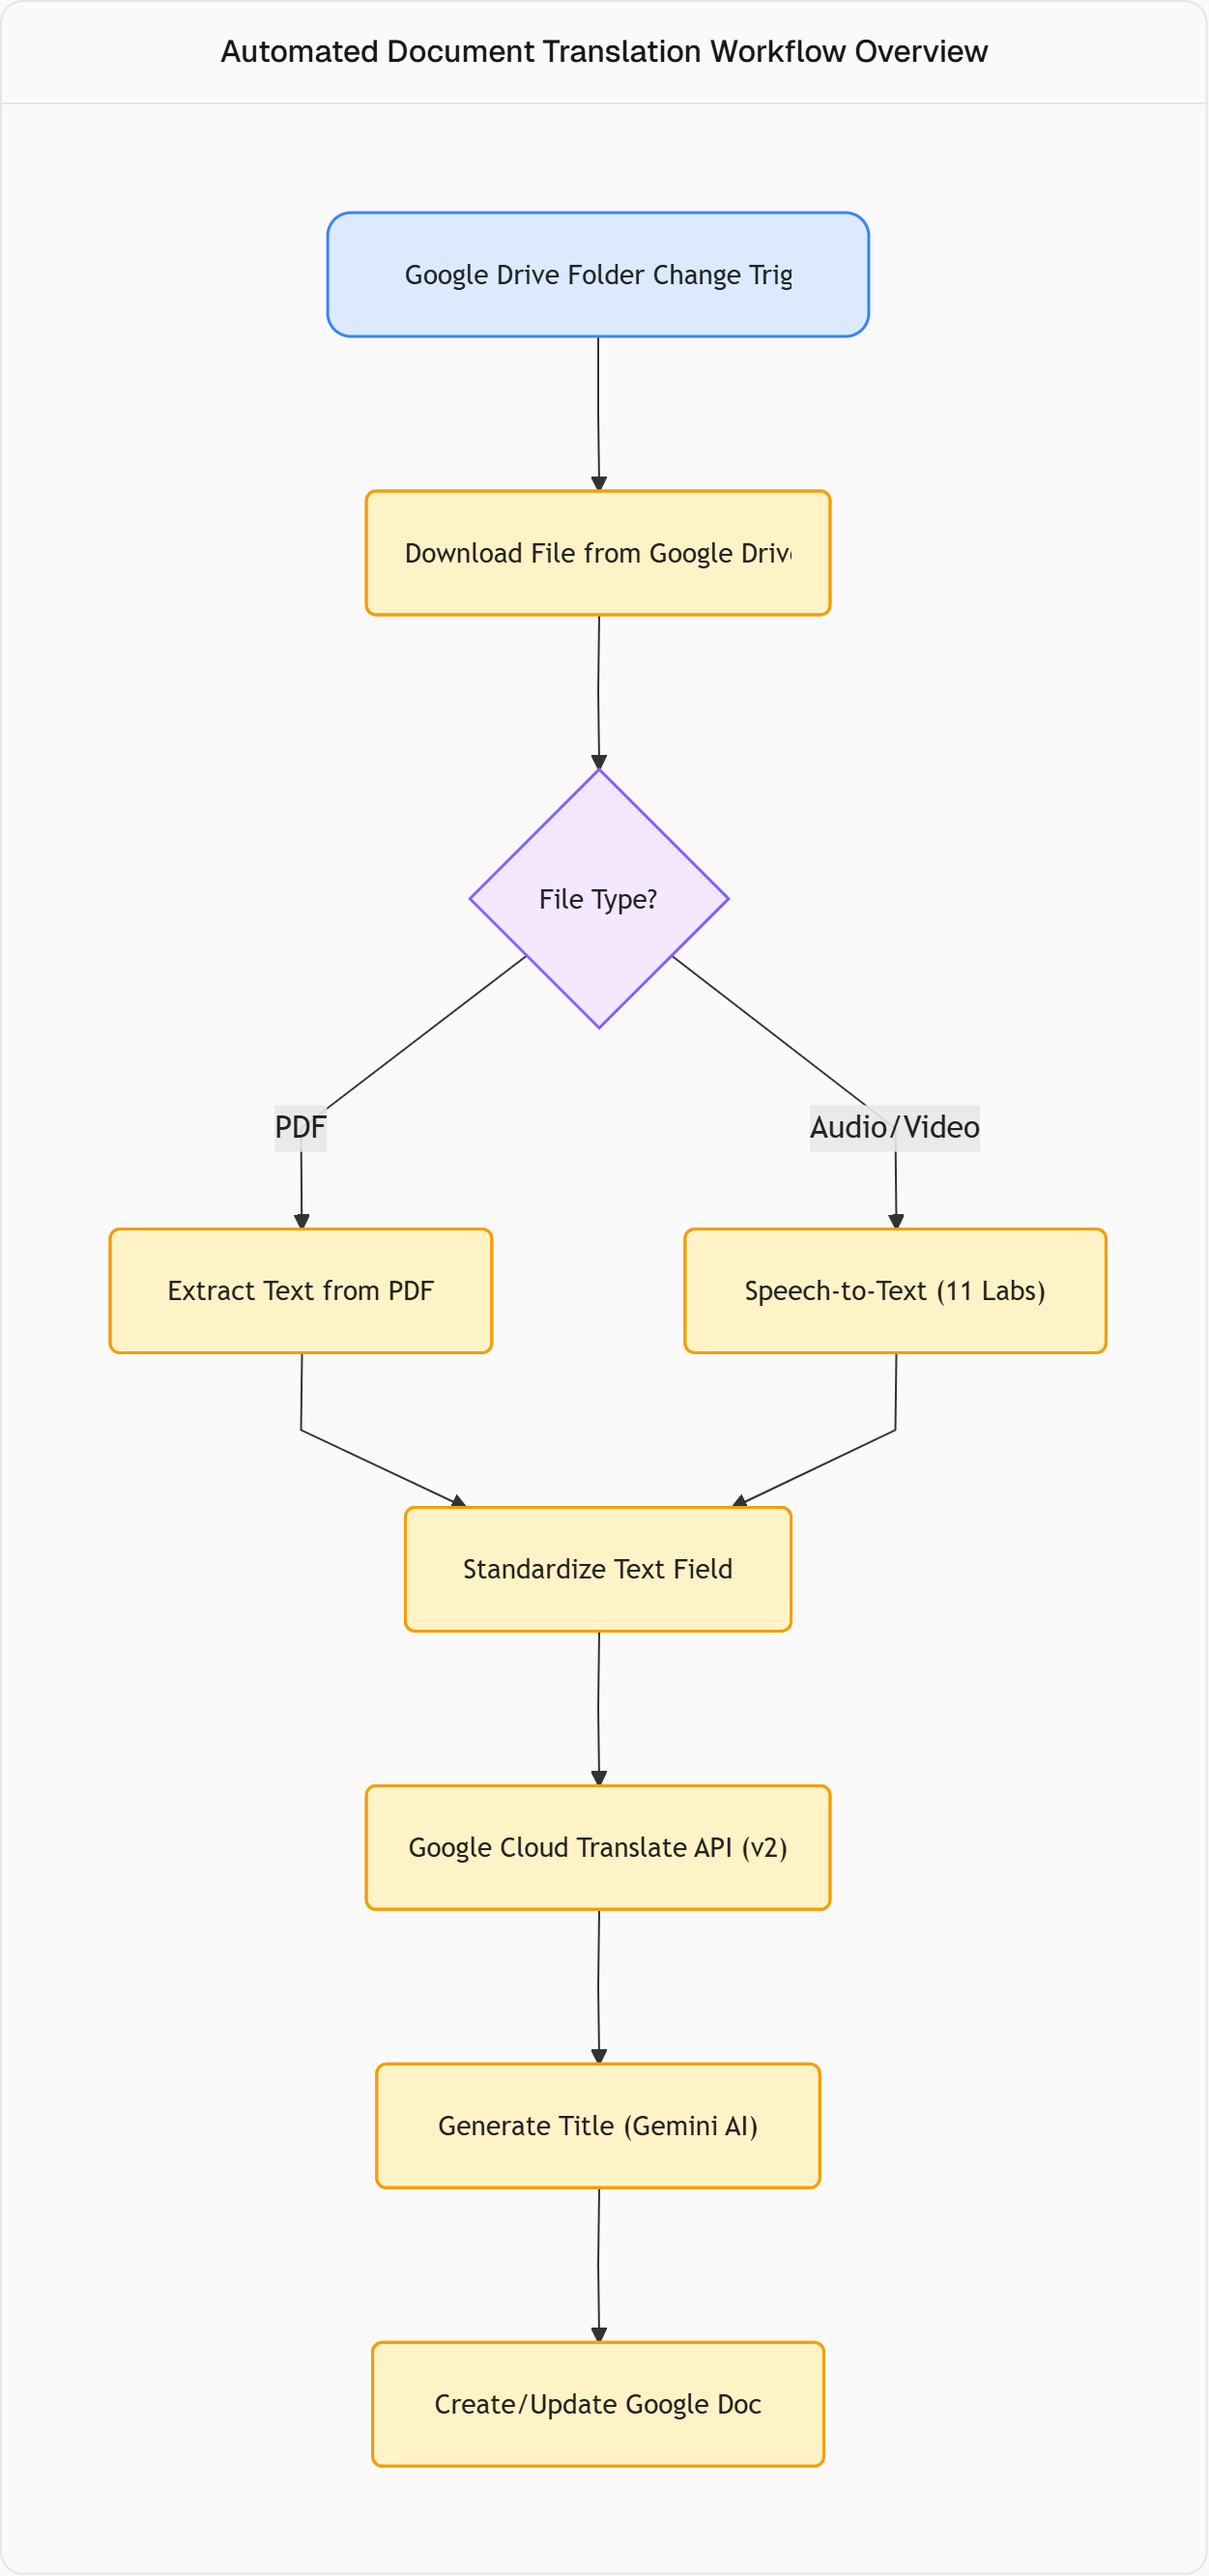 Automated Document Translation Workflow Overview
Google Drive Folder Change Trig
Download File from Google Driv
File Type?
PDF
Audio/Video
Extract Text from PDF
Speech-to-Text (11 Labs)
Standardize Text Field
Google Cloud Translate API (v2)
Generate Title (Gemini AI)
Create/Update Google Doc